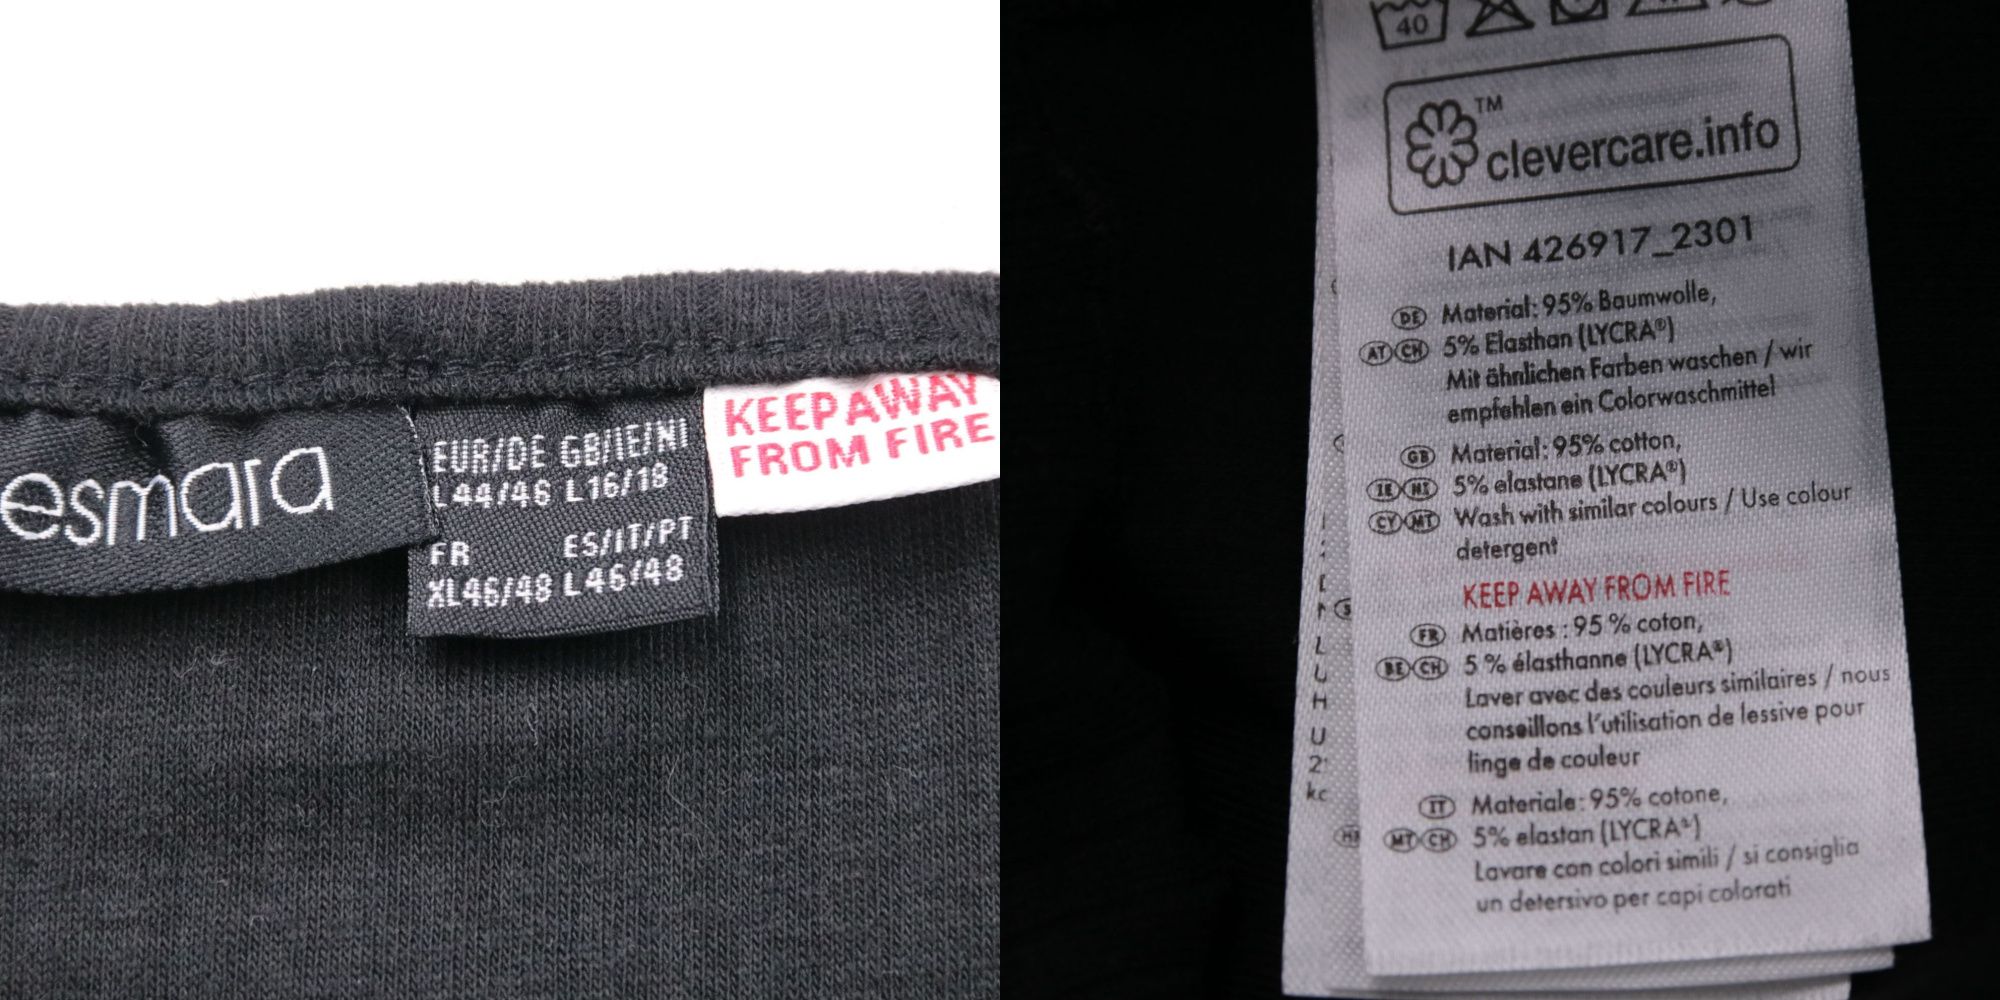 esmara
EUR/DE GB/IE/NI
L44/46 L16/18
FR ES/IT/PT
XL46/48 L46/48
KEEP AWAY
FROM FIRE
40
TM
clevercare.info
IAN 426917_2301
DE Material: 95% Baumwolle,
AT CH 5% Elasthan (LYCRA®)
Mit ähnlichen Farben waschen / wir
empfehlen ein Colorwaschmittel
GB Material: 95% cotton,
IE NI 5% elastane (LYCRA®)
CY MT Wash with similar colours / Use colour
detergent
KEEP AWAY FROM FIRE
FR Matières : 95 % coton,
BE CH 5 % élasthanne (LYCRA®)
Laver avec des couleurs similaires / nous
conseillons l'utilisation de lessive pour
linge de couleur
IT Materiale: 95% cotone,
MT CH 5% elastan (LYCRA®)
Lavare con colori simili / si consiglia
un detersivo per capi colorati